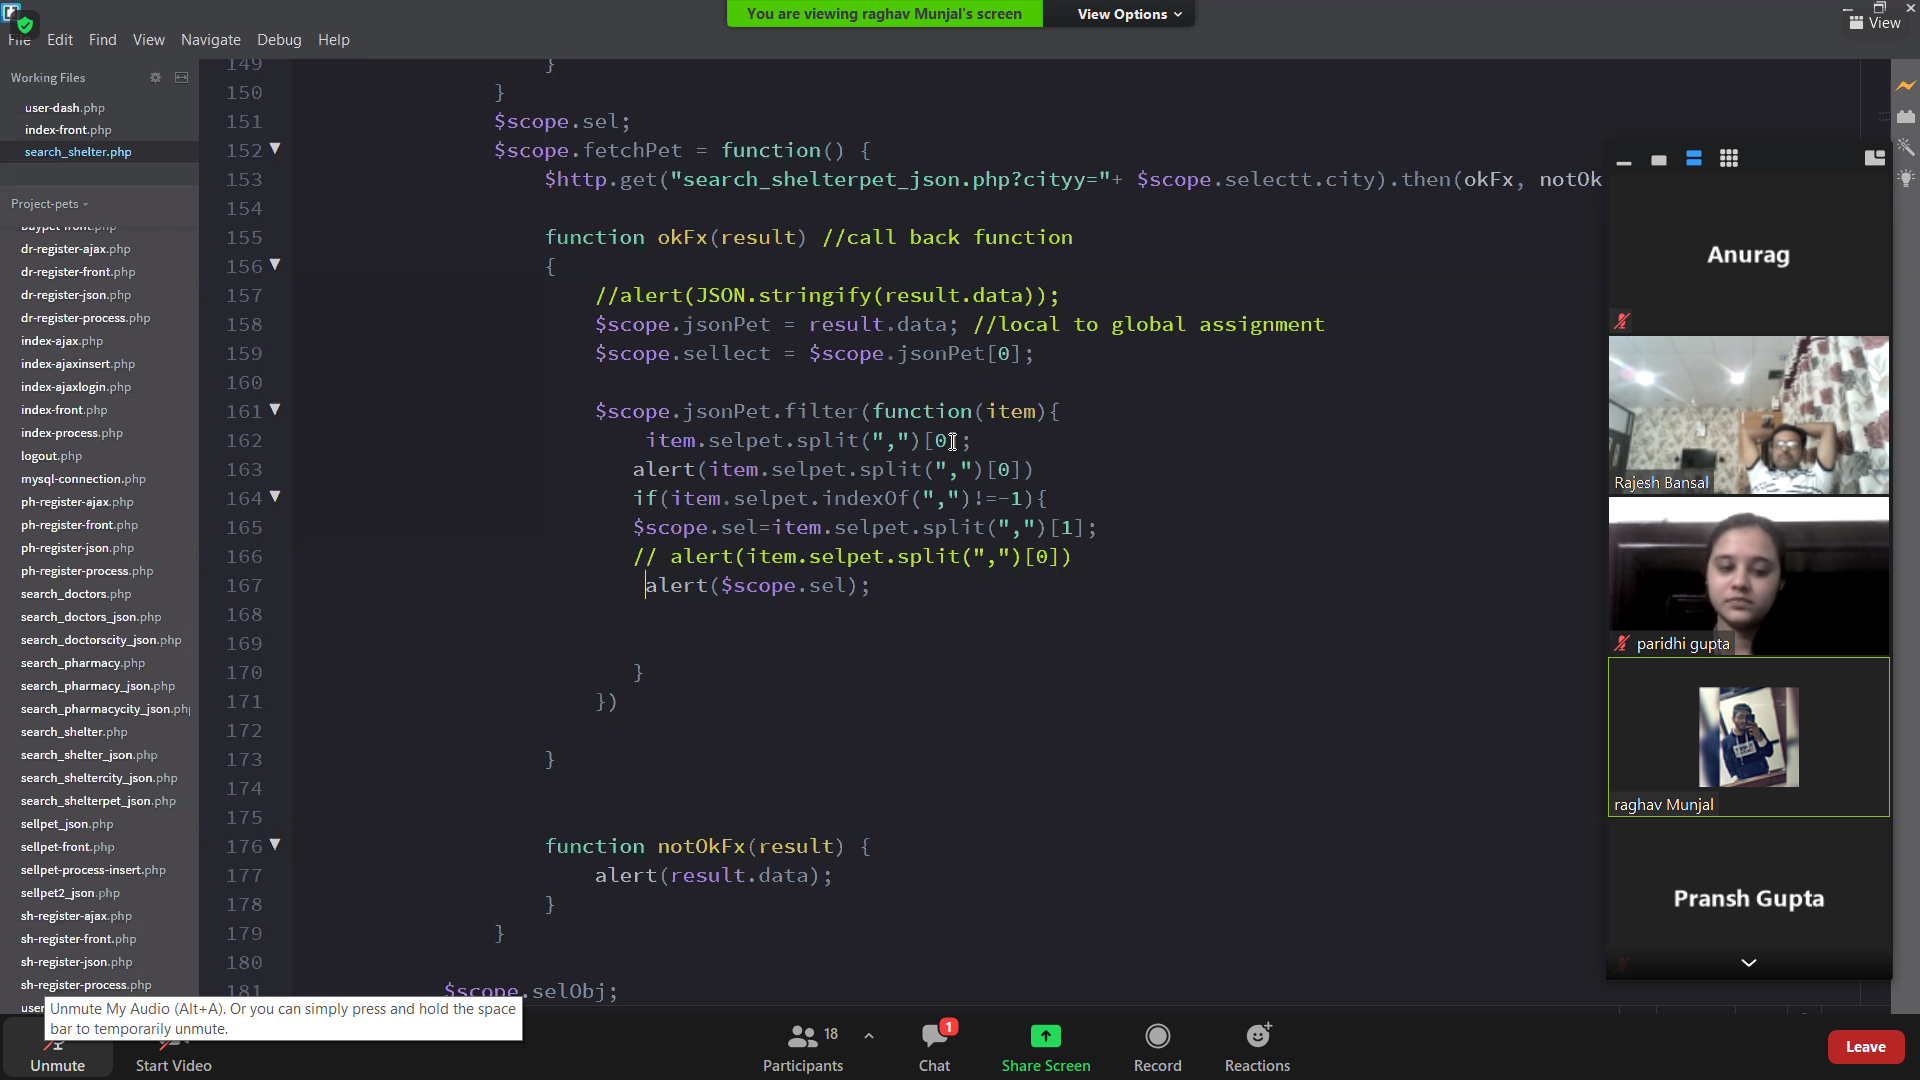 You are viewing raghav Munjal's screen
View Options
View
File Edit Find View Navigate Debug Help
Working Files
user-dash.php
index-front.php
search_shelter.php
Project-pets
buypet-front.php
dr-register-ajax.php
dr-register-front.php
dr-register-json.php
dr-register-process.php
index-ajax.php
index-ajaxinsert.php
index-ajaxlogin.php
index-front.php
index-process.php
logout.php
mysql-connection.php
ph-register-ajax.php
ph-register-front.php
ph-register-json.php
ph-register-process.php
search_doctors.php
search_doctors_json.php
search_doctorscity_json.php
search_pharmacy.php
search_pharmacy_json.php
search_pharmacycity_json.ph
search_shelter.php
search_shelter_json.php
search_sheltercity_json.php
search_shelterpet_json.php
sellpet_json.php
sellpet-front.php
sellpet-process-insert.php
sellpet2_json.php
sh-register-ajax.php
sh-register-front.php
sh-register-json.php
sh-register-process.php
user
149 }
150 }
151 $scope.sel;
152 $scope.fetchPet = function() {
153 $http.get("search_shelterpet_json.php?cityy="+ $scope.selectt.city).then(okFx, notOk
154
155 function okFx(result) //call back function
156 {
157 //alert(JSON.stringify(result.data));
158 $scope.jsonPet = result.data; //local to global assignment
159 $scope.sellect = $scope.jsonPet[0];
160
161 $scope.jsonPet.filter(function(item){
162 item.selpet.split(",")[0];
163 alert(item.selpet.split(",")[0])
164 if(item.selpet.indexOf(",")!=-1){
165 $scope.sel=item.selpet.split(",")[1];
166 // alert(item.selpet.split(",")[0])
167 alert($scope.sel);
168
169
170 }
171 })
172
173 }
174
175
176 function notOkFx(result) {
177 alert(result.data);
178 }
179 }
180
181 $scope.selObj;
Anurag
Rajesh Bansal
paridhi gupta
raghav Munjal
Pransh Gupta
Unmute My Audio (Alt+A). Or you can simply press and hold the space
bar to temporarily unmute.
Unmute
Start Video
18
Participants
1
Chat
Share Screen
Record
Reactions
Leave